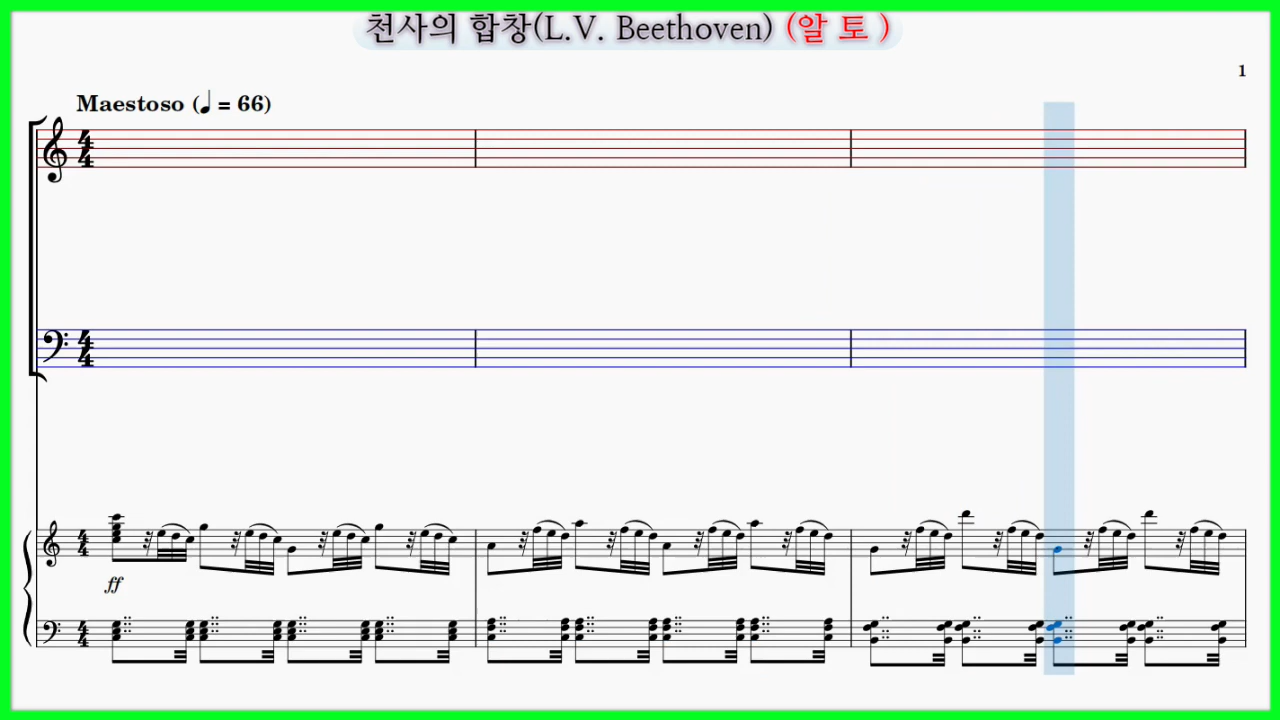 천사의 합창(L.V. Beethoven) (알 토 )
1
Maestoso (♩ = 66)
ff